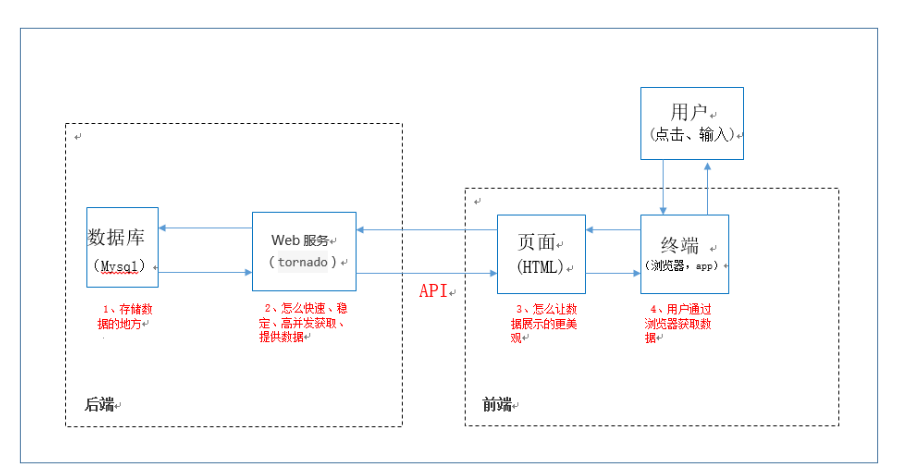 用户
(点击、输入)
数据库
(Mysql)
Web 服务
(tornado)
页面
(HTML)
终端
(浏览器，app)
API
1、存储数
据的地方
2、怎么快速、稳
定、高并发获取、
提供数据
3、怎么让数
据展示的更美
观
4、用户通过
浏览器获取数
据
后端
前端